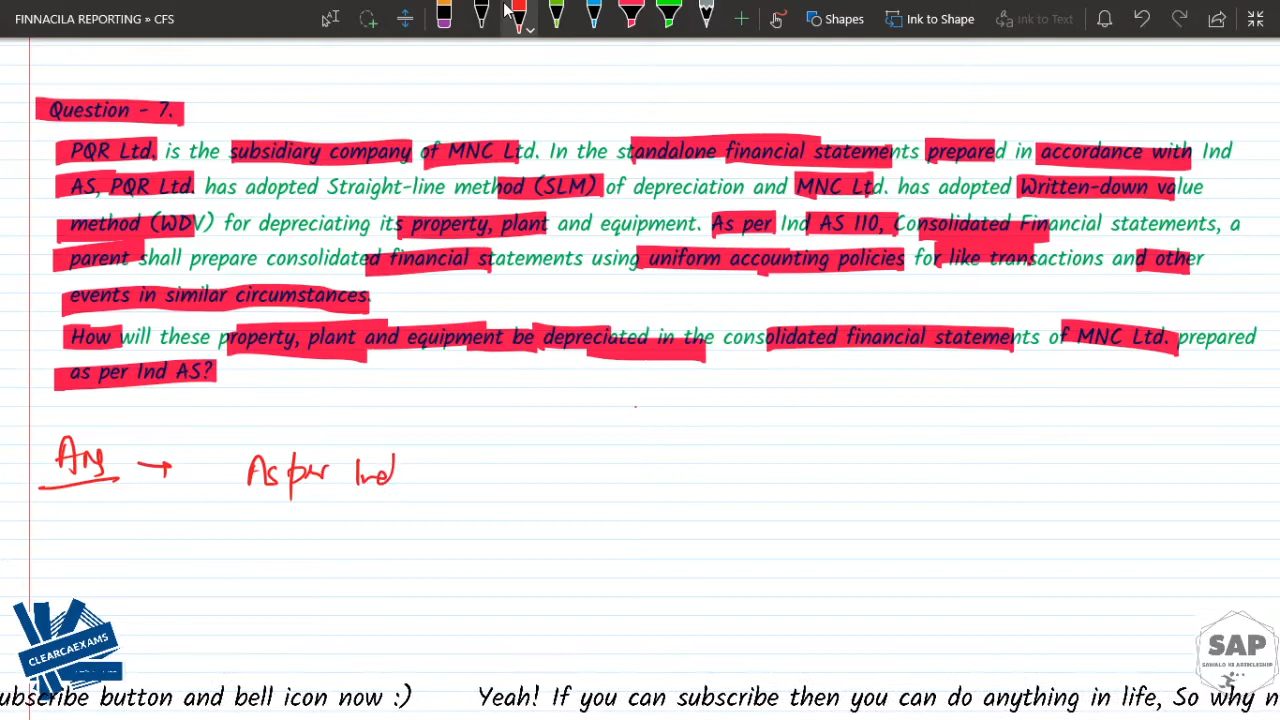 FINNACILA REPORTING » CFS
Shapes
Ink to Shape
Ink to Text
Question - 7.
PQR Ltd. is the subsidiary company of MNC Ltd. In the standalone financial statements prepared in accordance with Ind
AS, PQR Ltd. has adopted Straight-line method (SLM) of depreciation and MNC Ltd. has adopted Written-down value
method (WDV) for depreciating its property, plant and equipment. As per Ind AS 110, Consolidated Financial statements, a
parent shall prepare consolidated financial statements using uniform accounting policies for like transactions and other
events in similar circumstances.
How will these property, plant and equipment be depreciated in the consolidated financial statements of MNC Ltd. prepared
as per Ind AS?
Ans → As per Ind
CLEARCAEXAMS
SAP
SAWALO KE AARICLESHIP
ubscribe button and bell icon now :) Yeah! If you can subscribe then you can do anything in life, So why n